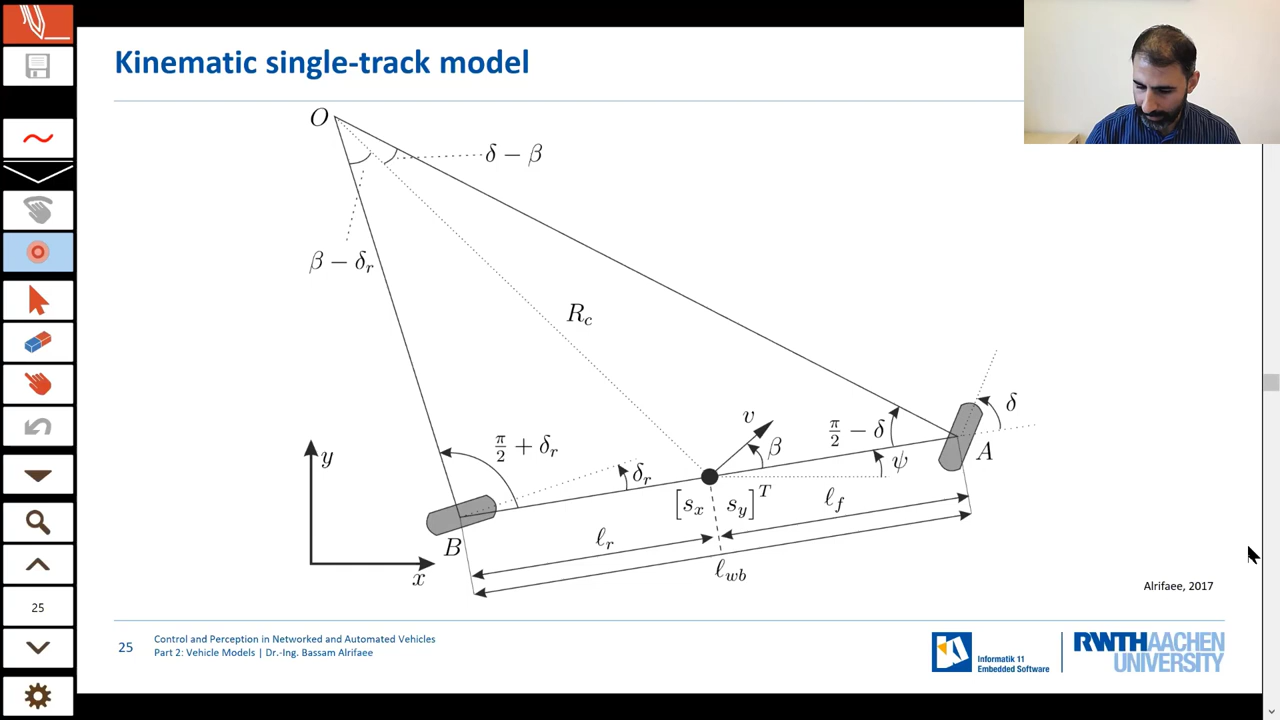 Kinematic single-track model
O
δ − β
β − δr
Rc
v
δ
π/2 − δ
β
A
π/2 + δr
ψ
y
δr
[sx sy]^T
ℓf
B
ℓr
x
ℓwb
Alrifaee, 2017
25
25
Control and Perception in Networked and Automated Vehicles
Part 2: Vehicle Models | Dr.-Ing. Bassam Alrifaee
Informatik 11
Embedded Software
RWTHAACHEN
UNIVERSITY